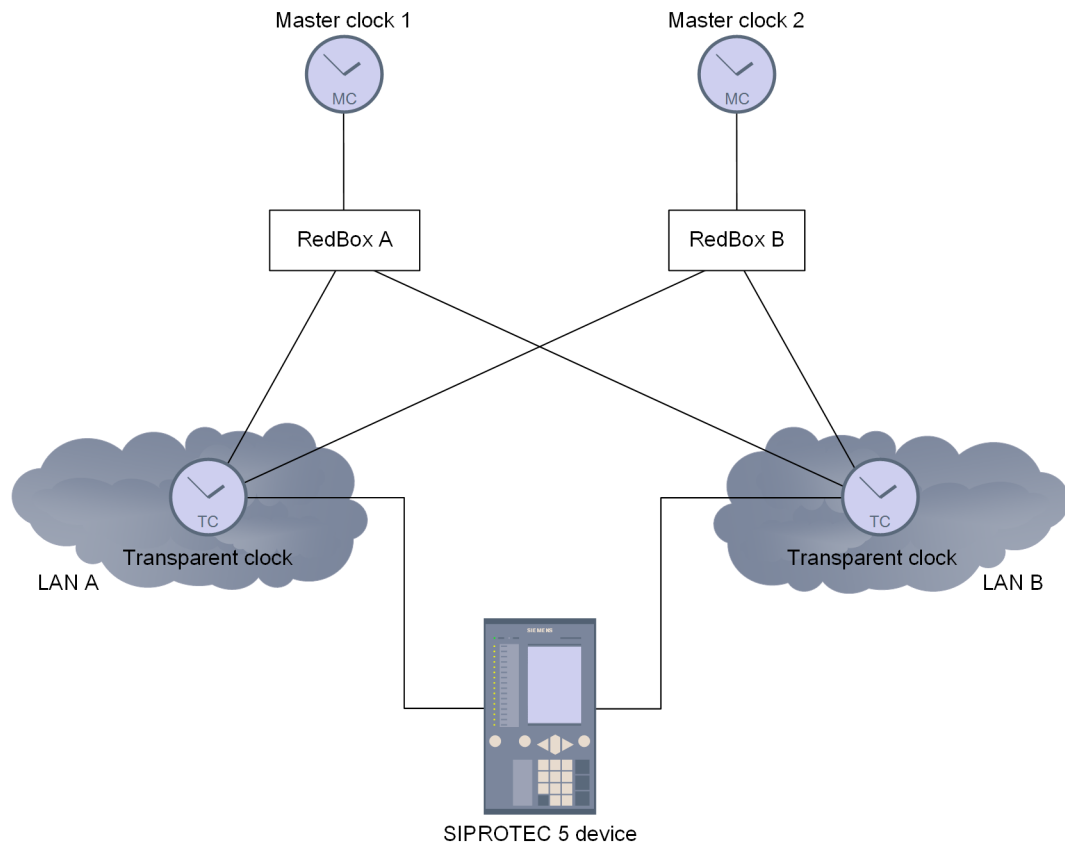 Master clock 1
Master clock 2
MC
MC
RedBox A
RedBox B
TC
TC
Transparent clock
Transparent clock
LAN A
LAN B
SIEMENS
SIPROTEC 5 device